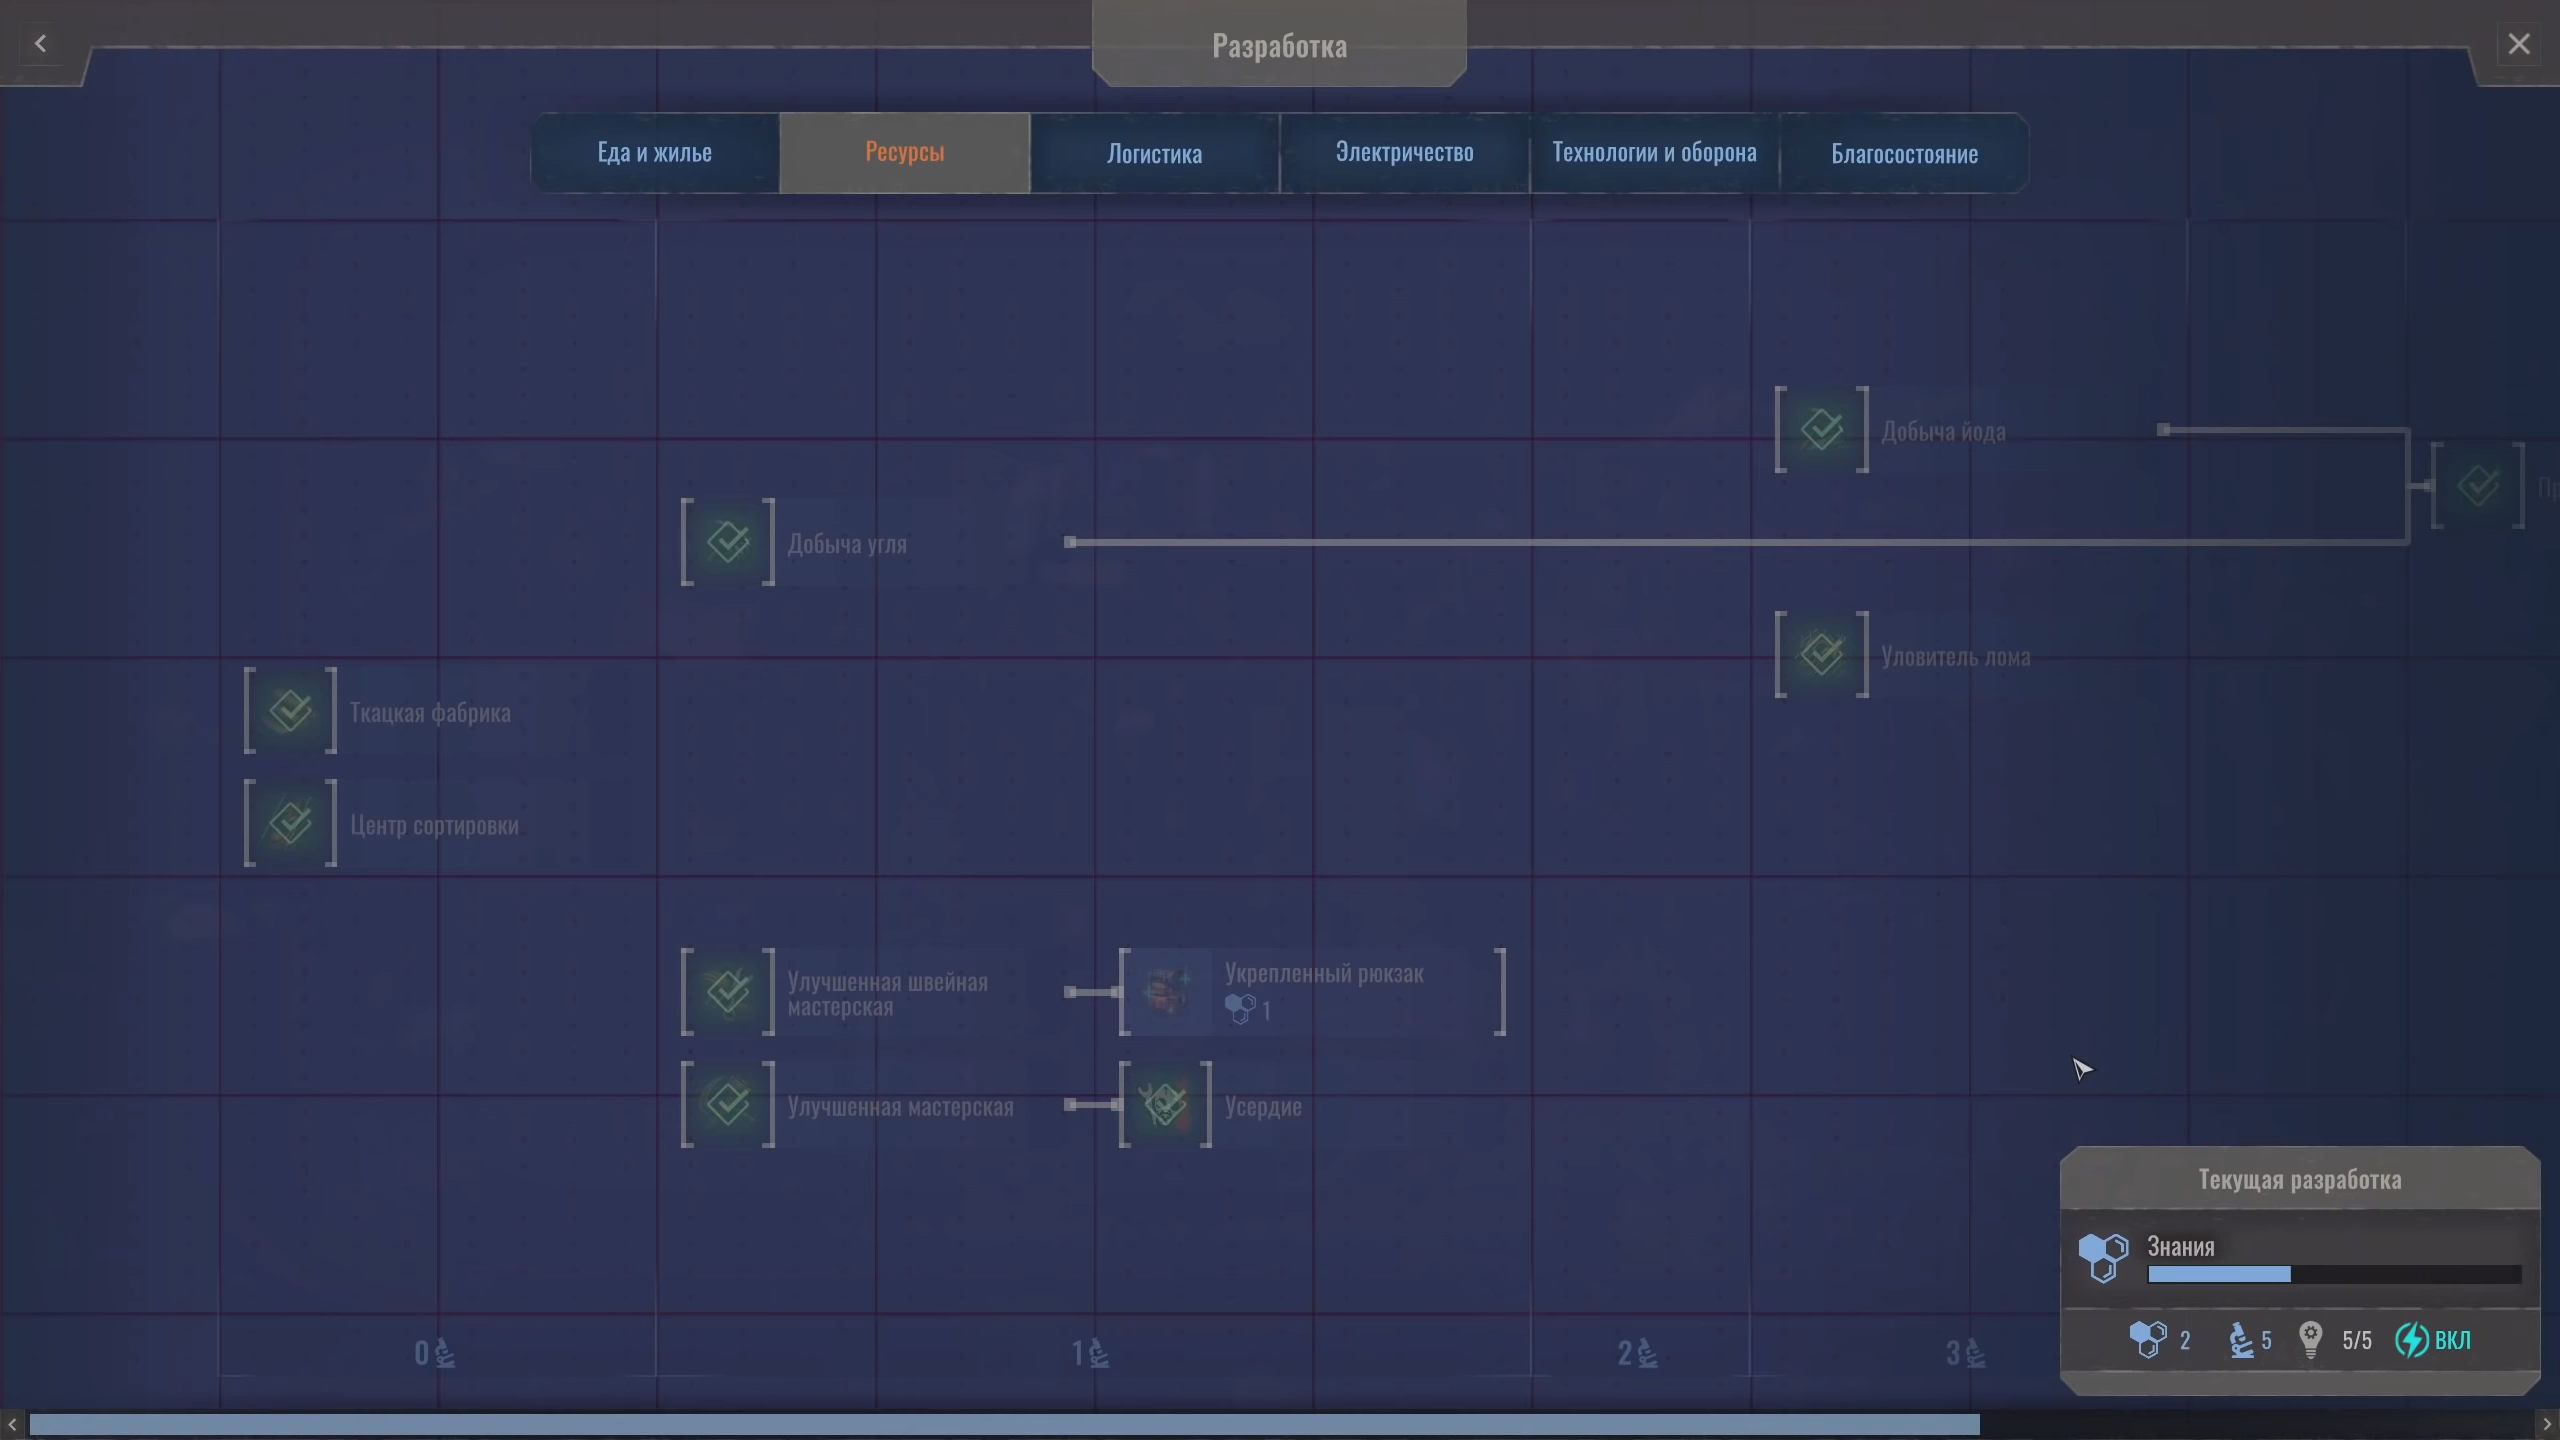 Разработка
Еда и жилье
Ресурсы
Логистика
Электричество
Технологии и оборона
Благосостояние
Добыча йода
Добыча угля
Уловитель лома
Ткацкая фабрика
Центр сортировки
Улучшенная швейная
мастерская
Укрепленный рюкзак
1
Улучшенная мастерская
Усердие
Текущая разработка
Знания
2
5
5/5
ВКЛ
0
1
2
3